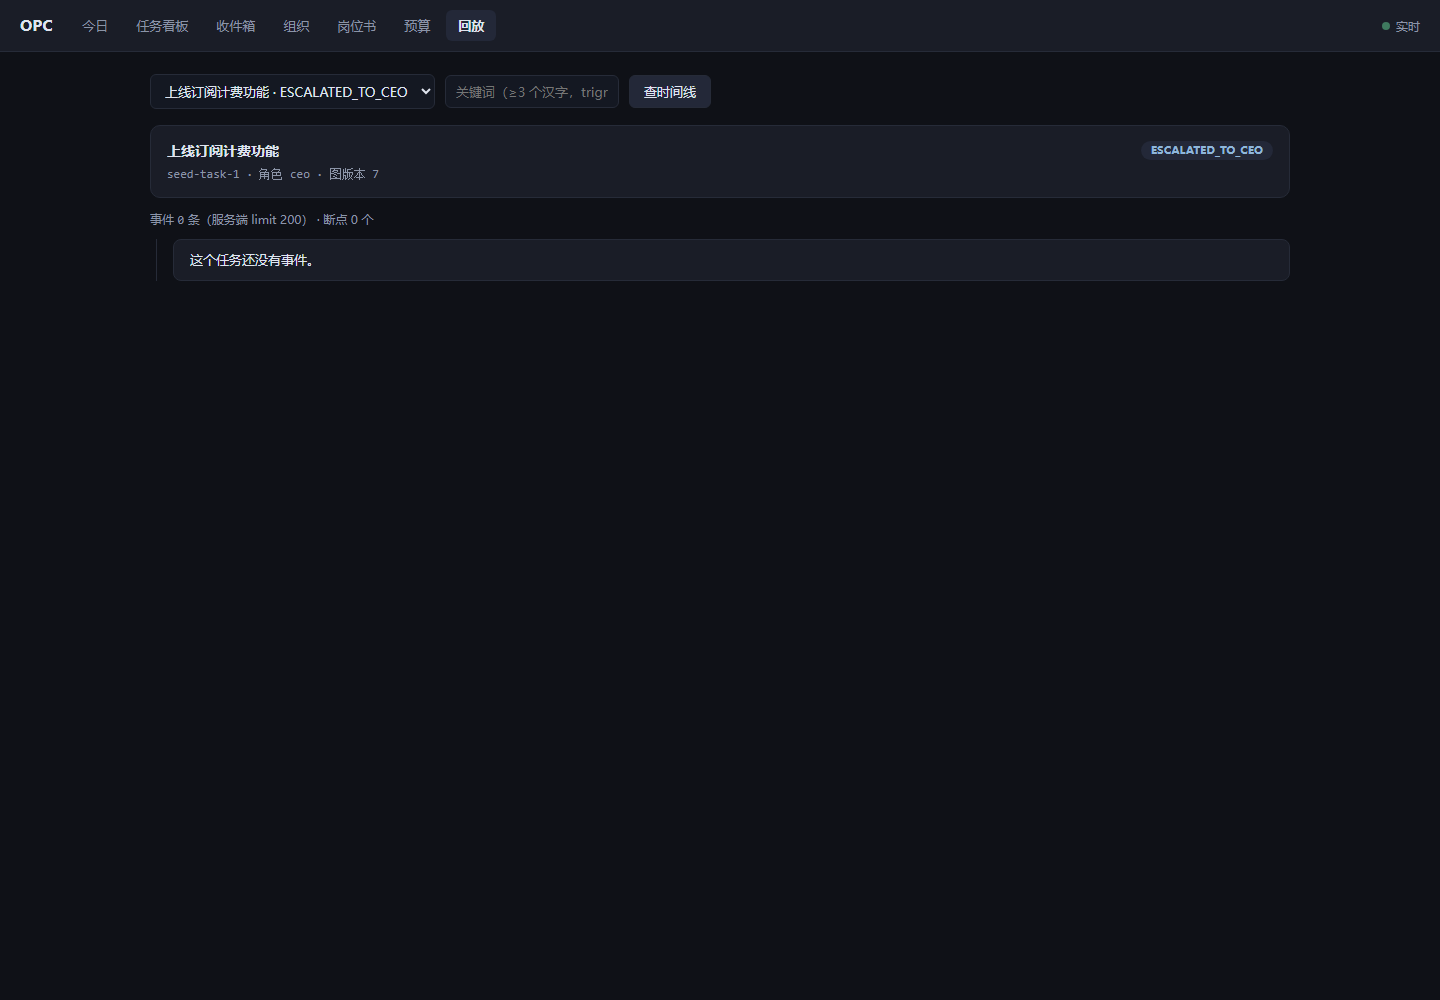 OPC 今日 任务看板 收件箱 组织 岗位书 预算 回放 实时
上线订阅计费功能 · ESCALATED_TO_CEO 关键词（≥3 个汉字，trigr 查时间线
上线订阅计费功能 ESCALATED_TO_CEO
seed-task-1 · 角色 ceo · 图版本 7
事件 0 条（服务端 limit 200） · 断点 0 个
这个任务还没有事件。